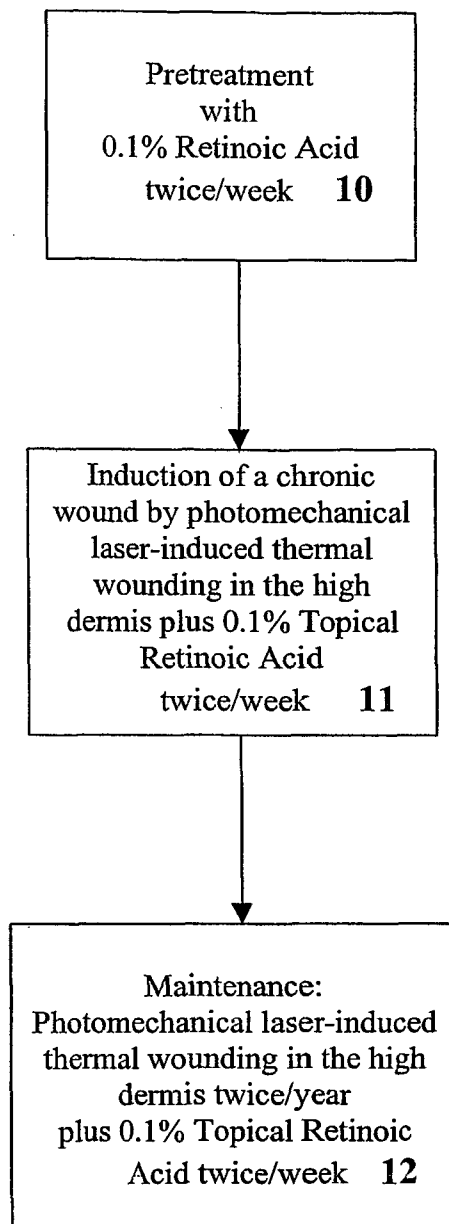 Pretreatment
with
0.1% Retinoic Acid
twice/week 10
Induction of a chronic
wound by photomechanical
laser-induced thermal
wounding in the high
dermis plus 0.1% Topical
Retinoic Acid
twice/week 11
Maintenance:
Photomechanical laser-induced
thermal wounding in the high
dermis twice/year
plus 0.1% Topical Retinoic
Acid twice/week 12